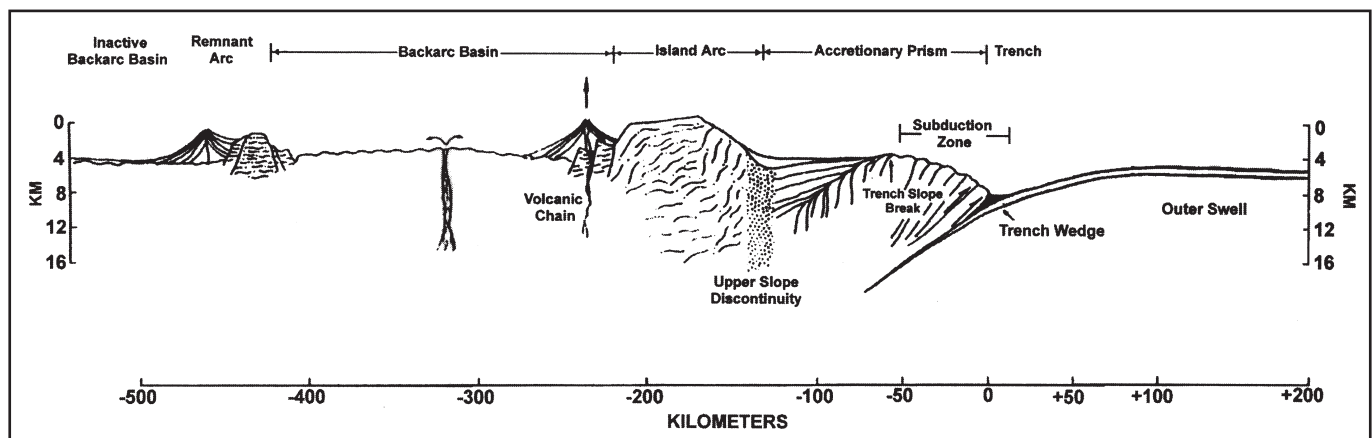 Inactive
Backarc Basin
Remnant
Arc
Backarc Basin
Island Arc
Accretionary Prism
Trench
Subduction
Zone
0
4
8
12
16
KM
Volcanic
Chain
Trench Slope
Break
Trench Wedge
Outer Swell
0
4
8
12
16
KM
Upper Slope
Discontinuity
-500
-400
-300
-200
-100
-50
0
+50
+100
+200
KILOMETERS